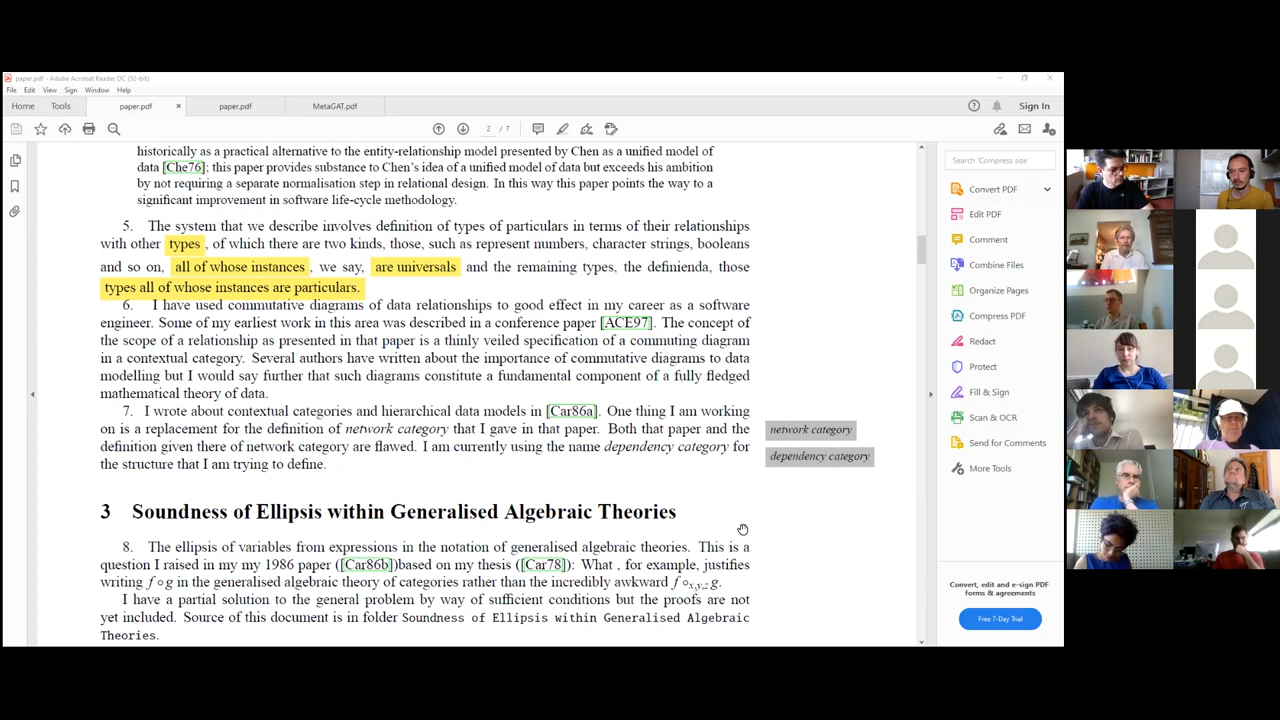 paper.pdf - Adobe Acrobat Reader DC (32-bit)
File Edit View Sign Window Help
Home Tools paper.pdf × paper.pdf MetaGAT.pdf Sign In
2 / 7
historically as a practical alternative to the entity-relationship model presented by Chen as a unified model of
data [Che76]; this paper provides substance to Chen's idea of a unified model of data but exceeds his ambition
by not requiring a separate normalisation step in relational design. In this way this paper points the way to a
significant improvement in software life-cycle methodology.
5. The system that we describe involves definition of types of particulars in terms of their relationships
with other types , of which there are two kinds, those, such as represent numbers, character strings, booleans
and so on, all of whose instances , we say, are universals and the remaining types, the definienda, those
types all of whose instances are particulars.
6. I have used commutative diagrams of data relationships to good effect in my career as a software
engineer. Some of my earliest work in this area was described in a conference paper [ACE97]. The concept of
the scope of a relationship as presented in that paper is a thinly veiled specification of a commuting diagram
in a contextual category. Several authors have written about the importance of commutative diagrams to data
modelling but I would say further that such diagrams constitute a fundamental component of a fully fledged
mathematical theory of data.
7. I wrote about contextual categories and hierarchical data models in [Car86a]. One thing I am working
on is a replacement for the definition of network category that I gave in that paper. Both that paper and the
definition given there of network category are flawed. I am currently using the name dependency category for
the structure that I am trying to define.
network category
dependency category
3 Soundness of Ellipsis within Generalised Algebraic Theories
8. The ellipsis of variables from expressions in the notation of generalised algebraic theories. This is a
question I raised in my my 1986 paper ([Car86b])based on my thesis ([Car78]): What , for example, justifies
writing f∘g in the generalised algebraic theory of categories rather than the incredibly awkward f∘x,y,z g.
I have a partial solution to the general problem by way of sufficient conditions but the proofs are not
yet included. Source of this document is in folder Soundness of Ellipsis within Generalised Algebraic
Theories.
Search 'Compress size'
Convert PDF
Edit PDF
Comment
Combine Files
Organize Pages
Compress PDF
Redact
Protect
Fill & Sign
Scan & OCR
Send for Comments
More Tools
Convert, edit and e-sign PDF
forms & agreements
Free 7-Day Trial